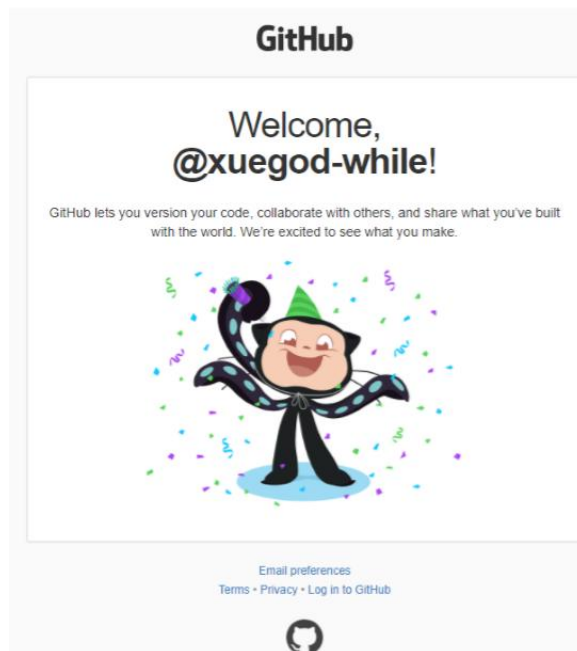 GitHub
Welcome,
@xuegod-while!
GitHub lets you version your code, collaborate with others, and share what you've built
with the world. We're excited to see what you make.
Email preferences
Terms • Privacy • Log in to GitHub